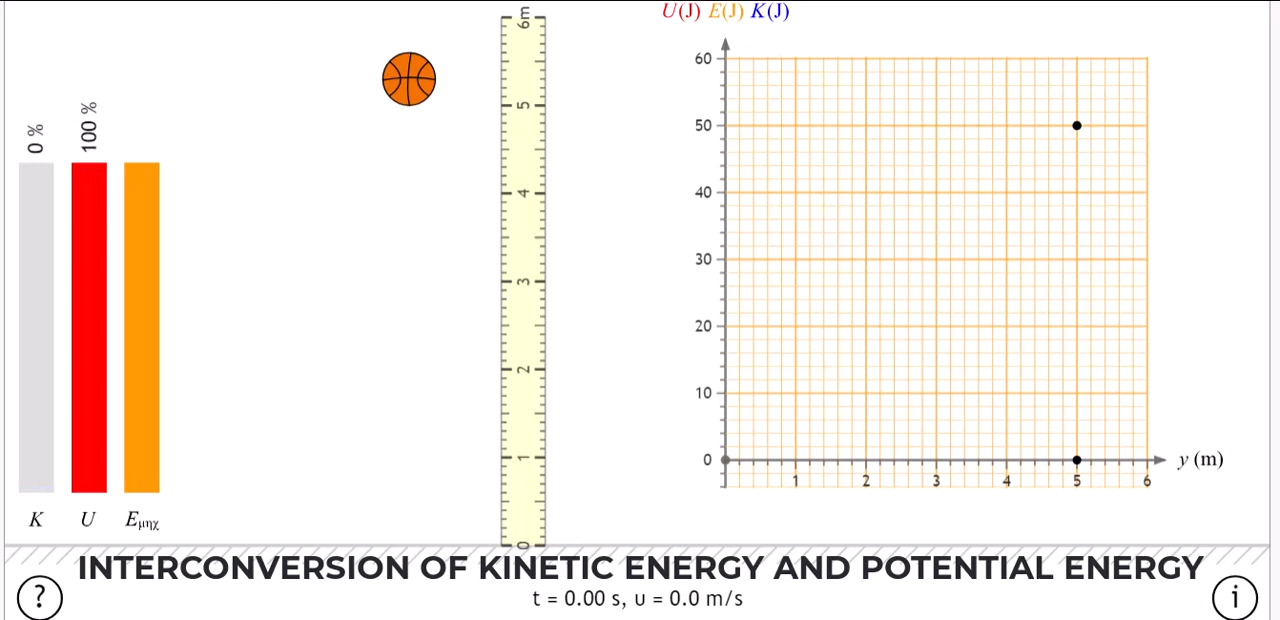 U(J) E(J) K(J)
0 %
100 %
K
U
Eμηχ
6m
5
4
3
2
1
0
60
50
40
30
20
10
0
1 2 3 4 5 6
y (m)
INTERCONVERSION OF KINETIC ENERGY AND POTENTIAL ENERGY
? t = 0.00 s, u = 0.0 m/s i